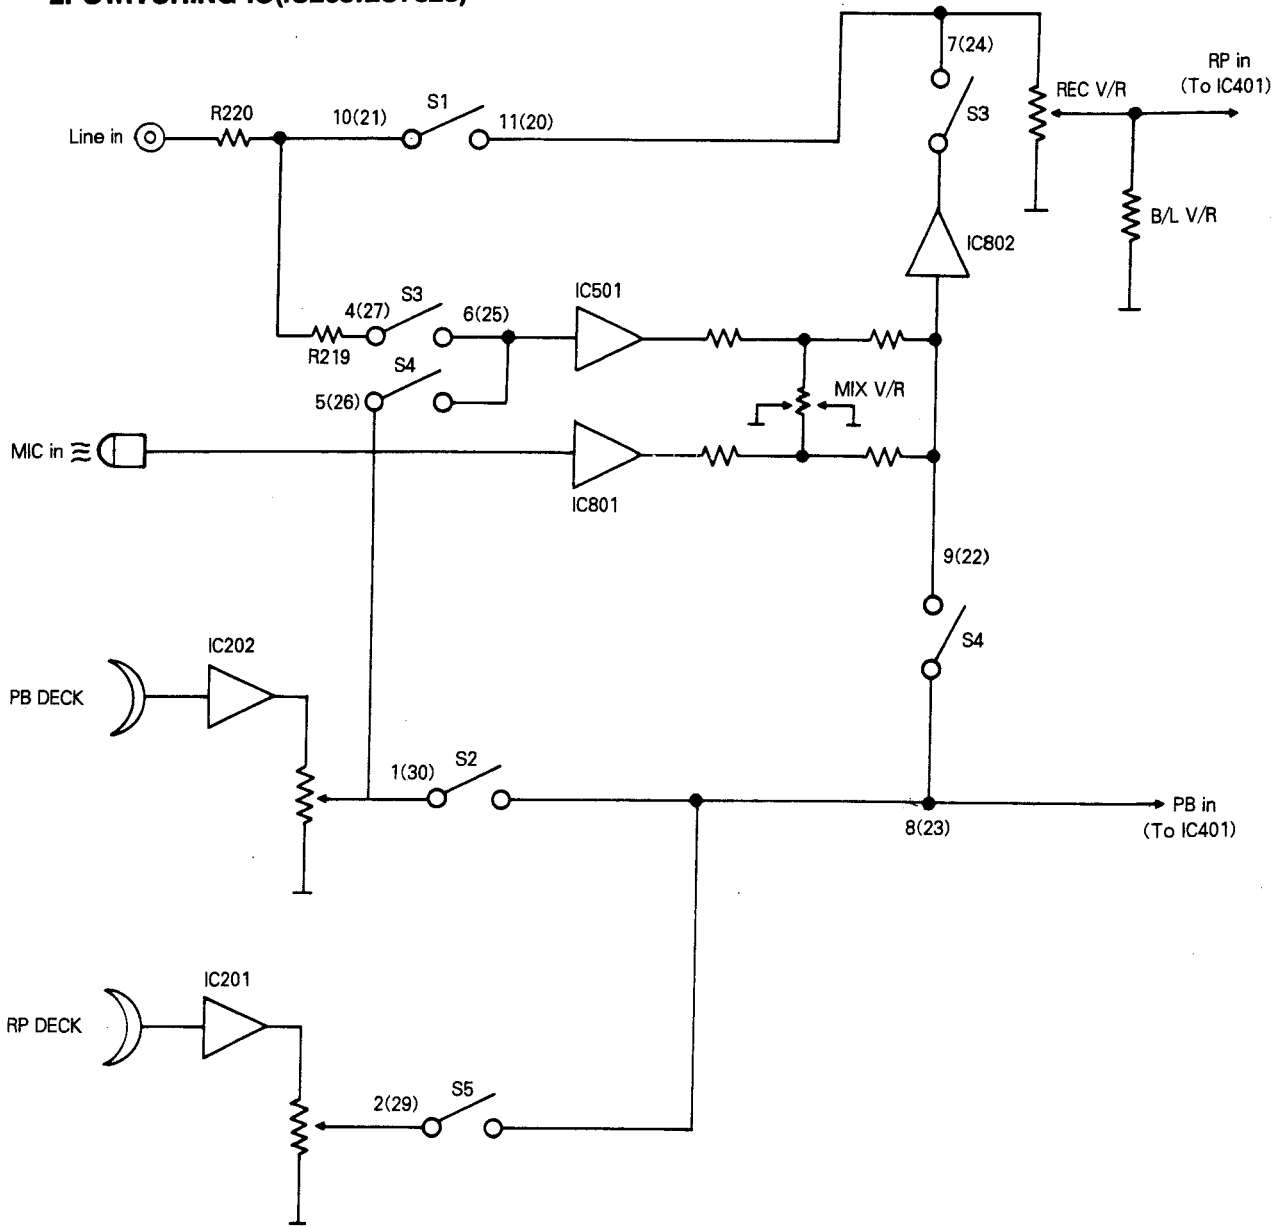 7(24)
RP in
(To IC401)
REC V/R
S3
R220
10(21)
S1
11(20)
Line in
B/L V/R
IC802
IC501
4(27)
S3
6(25)
R219
S4
5(26)
MIX V/R
MIC in
IC801
9(22)
S4
IC202
PB DECK
1(30)
S2
8(23)
PB in
(To IC401)
IC201
RP DECK
2(29)
S5